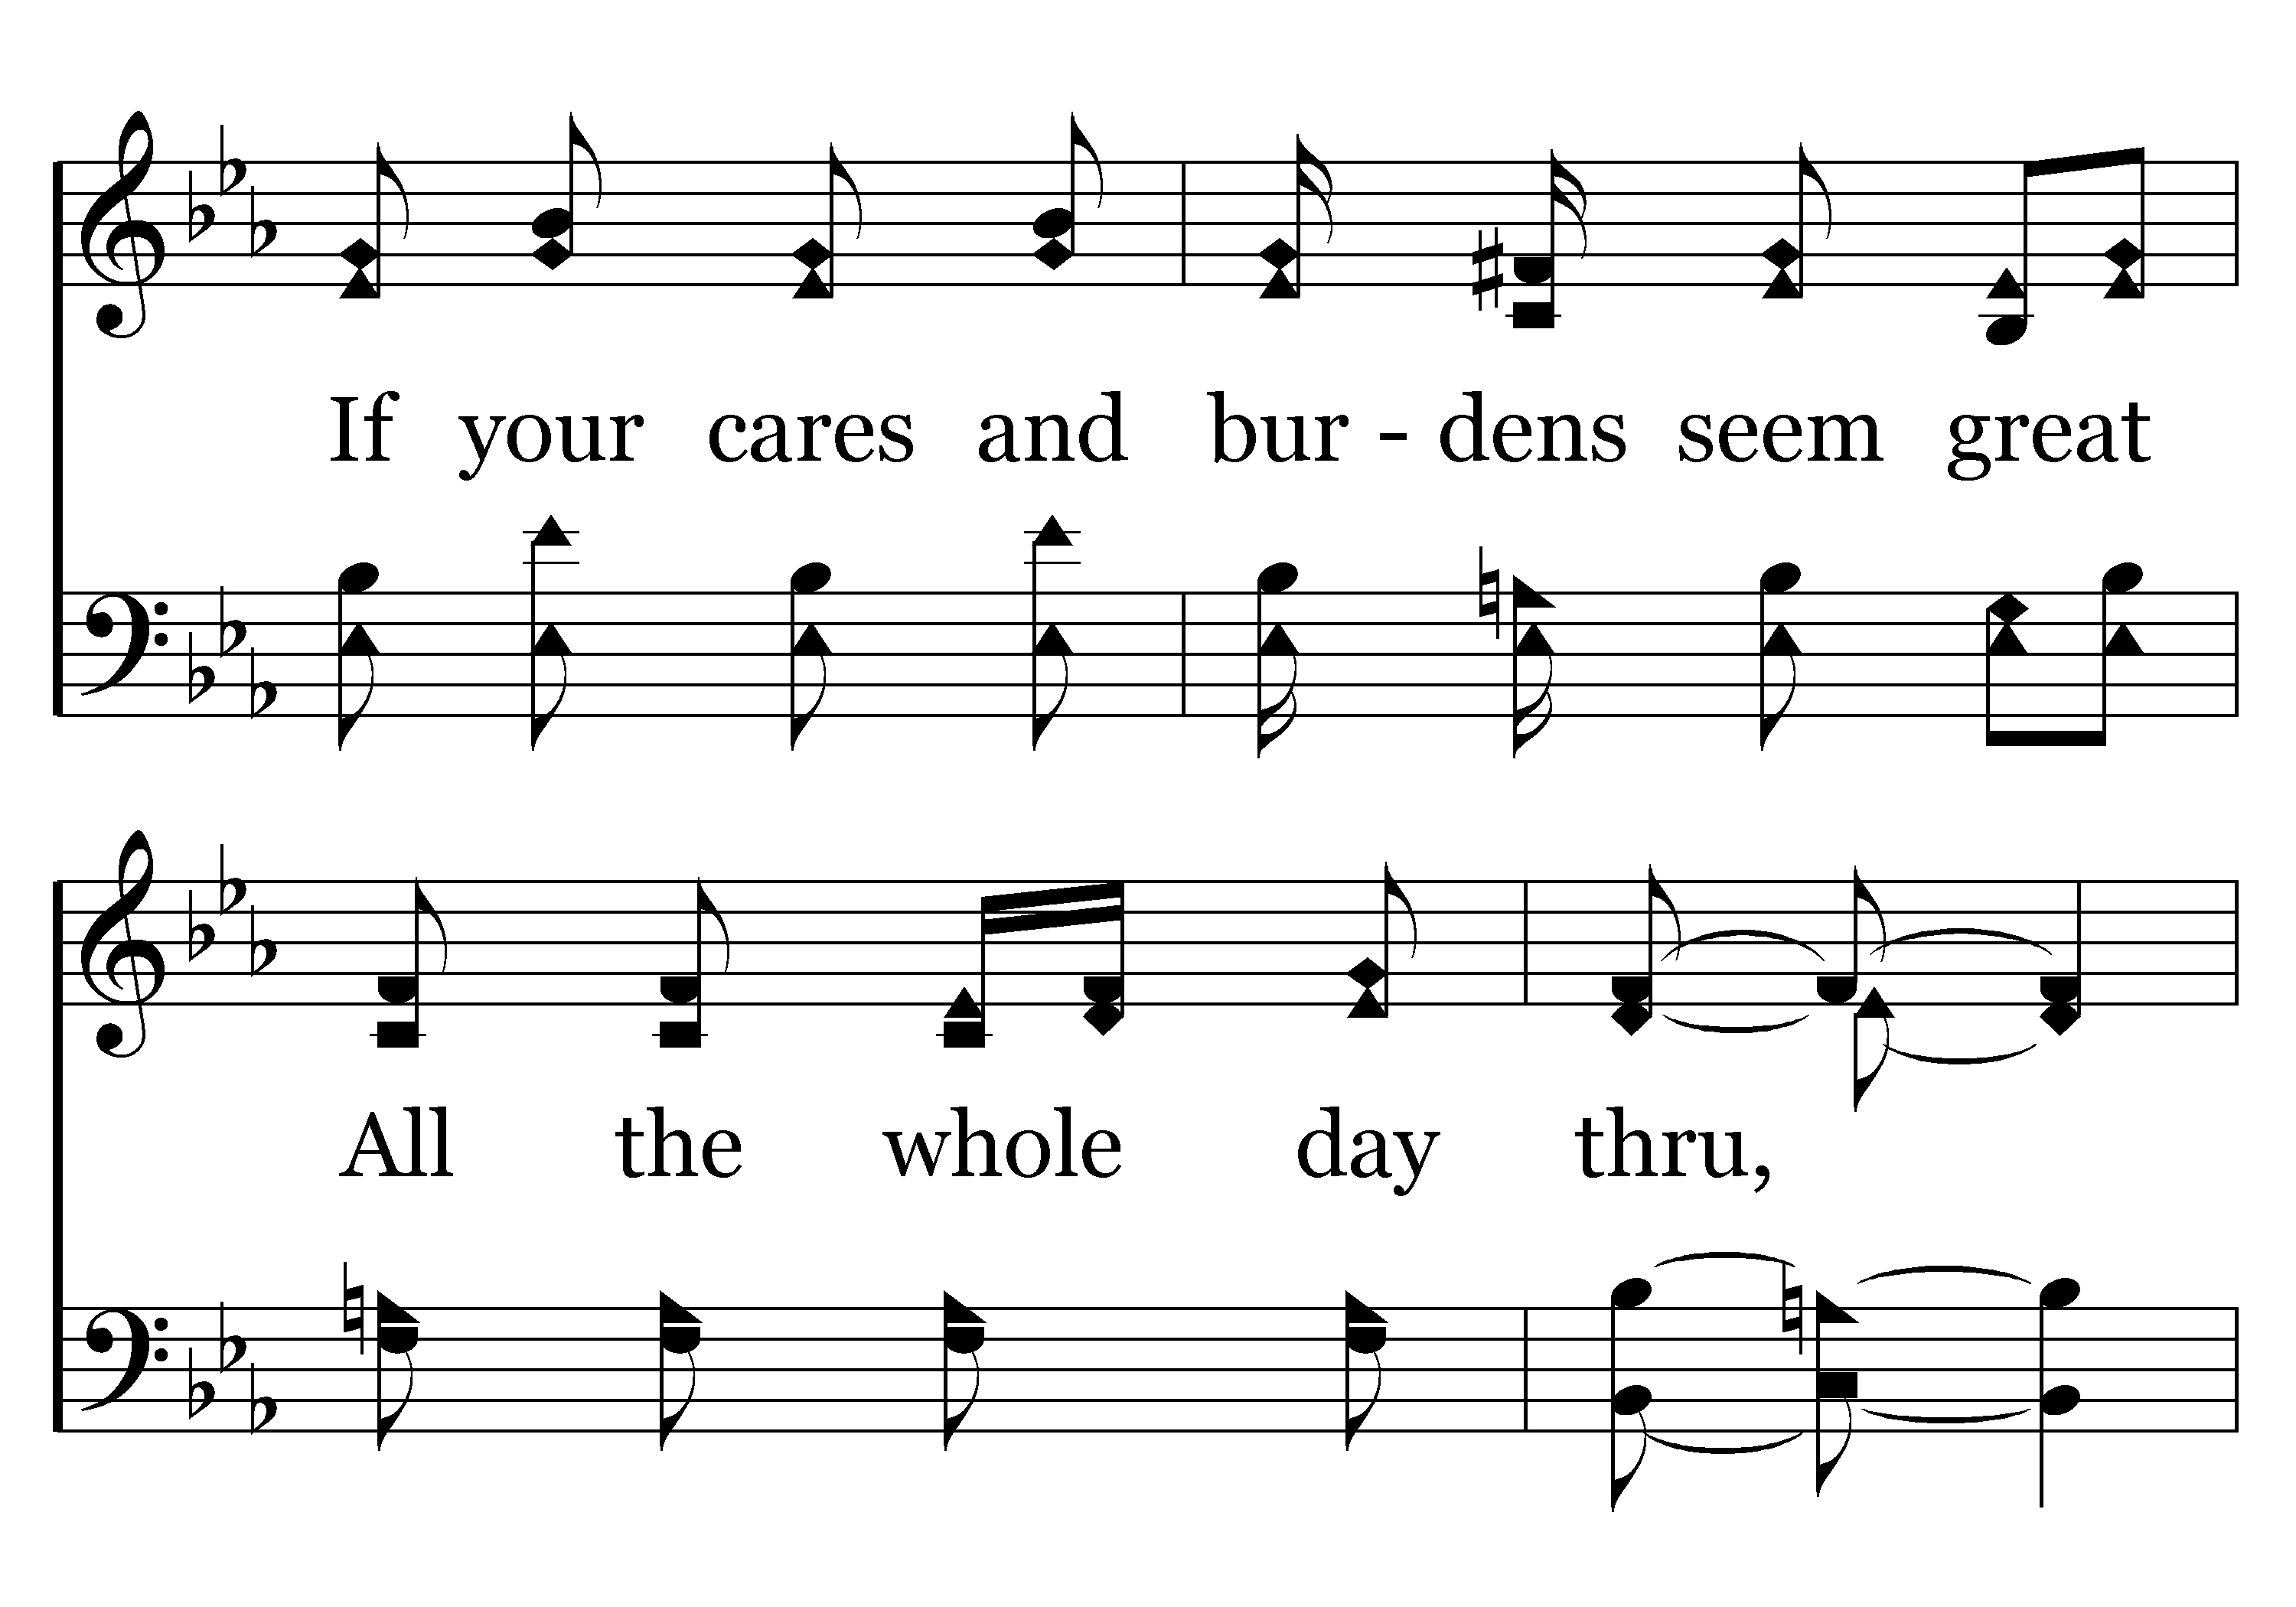 If your cares and bur - dens seem great
All the whole day thru,